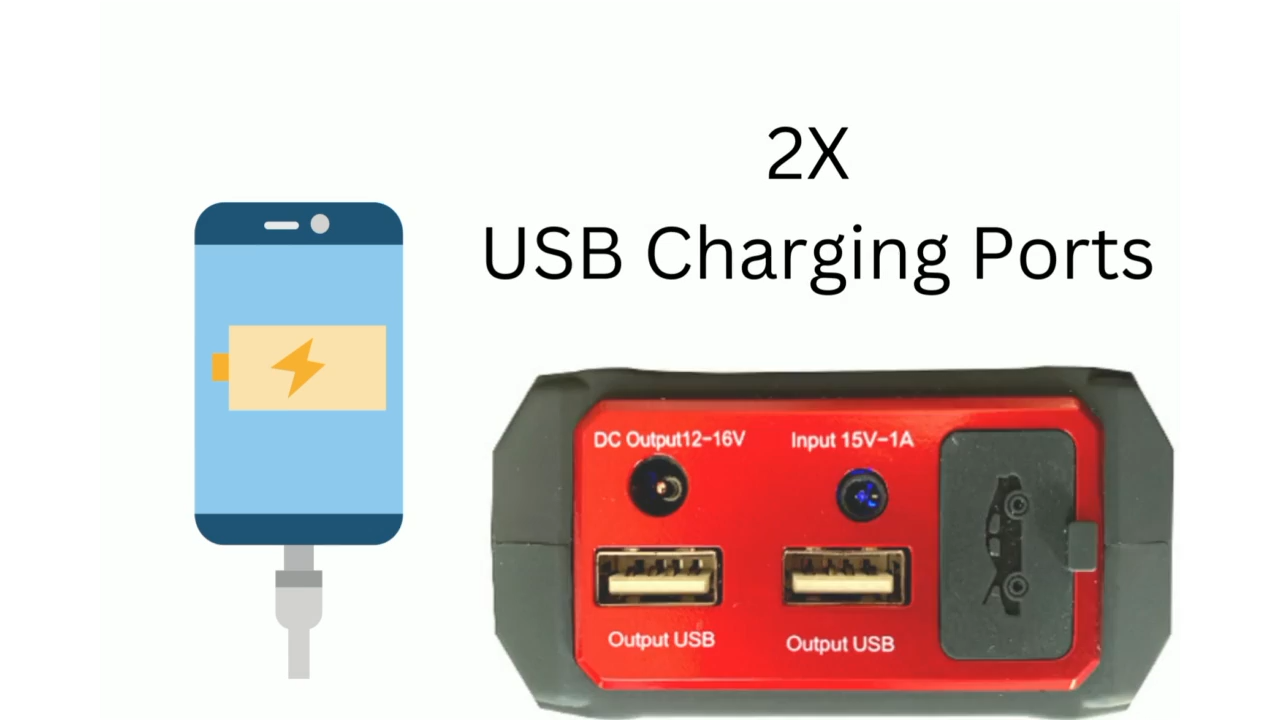 2X
USB Charging Ports
DC Output12-16V
Input 15V-1A
Output USB
Output USB